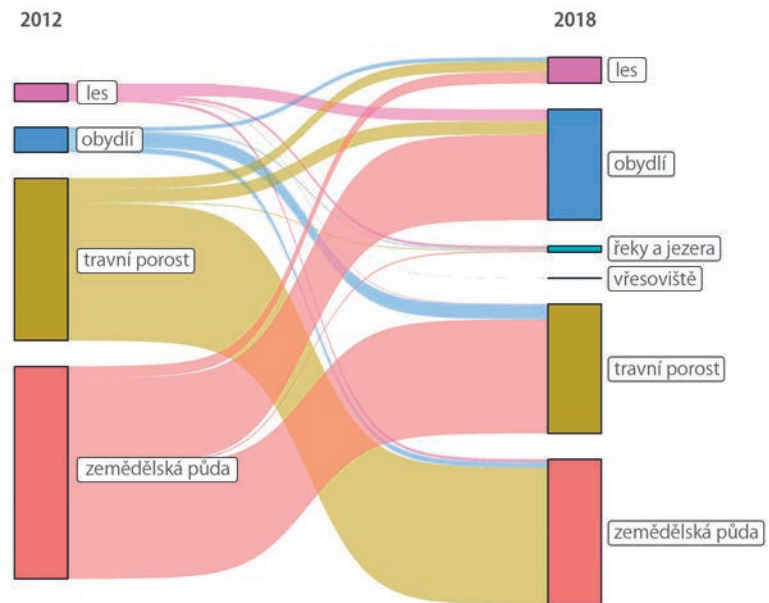 2012
2018
les
obydlí
travní porost
zemědělská půda
les
obydlí
řeky a jezera
vřesoviště
travní porost
zemědělská půda